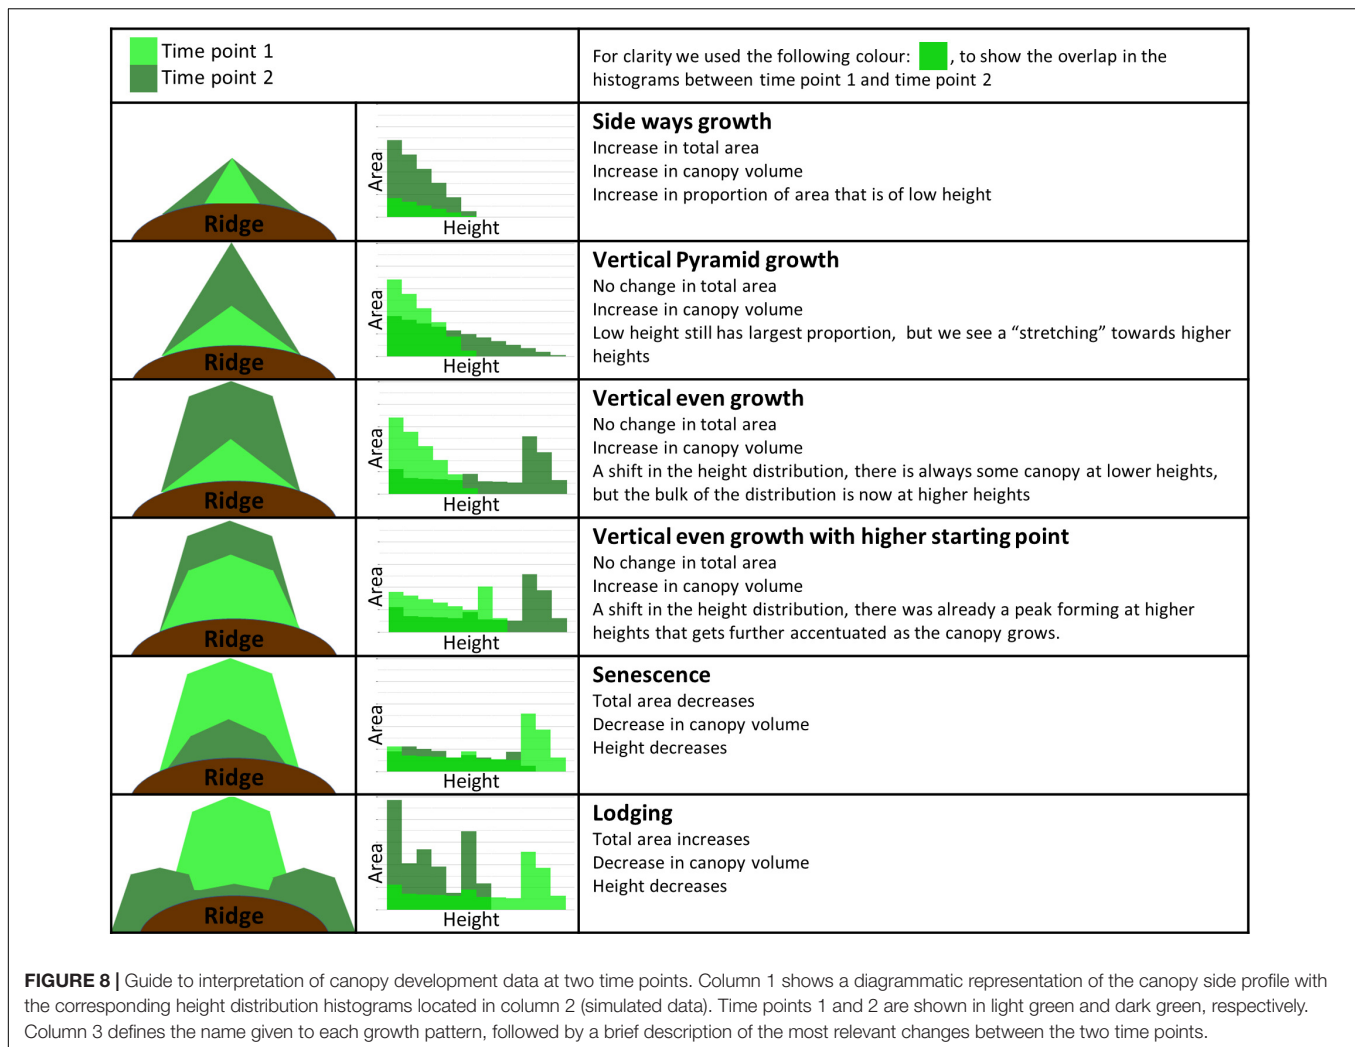 Time point 1
Time point 2
For clarity we used the following colour: , to show the overlap in the
histograms between time point 1 and time point 2
Ridge
Area
Height
Side ways growth
Increase in total area
Increase in canopy volume
Increase in proportion of area that is of low height
Ridge
Area
Height
Vertical Pyramid growth
No change in total area
Increase in canopy volume
Low height still has largest proportion, but we see a “stretching” towards higher
heights
Ridge
Area
Height
Vertical even growth
No change in total area
Increase in canopy volume
A shift in the height distribution, there is always some canopy at lower heights,
but the bulk of the distribution is now at higher heights
Ridge
Area
Height
Vertical even growth with higher starting point
No change in total area
Increase in canopy volume
A shift in the height distribution, there was already a peak forming at higher
heights that gets further accentuated as the canopy grows.
Ridge
Area
Height
Senescence
Total area decreases
Decrease in canopy volume
Height decreases
Ridge
Area
Height
Lodging
Total area increases
Decrease in canopy volume
Height decreases
FIGURE 8 | Guide to interpretation of canopy development data at two time points. Column 1 shows a diagrammatic representation of the canopy side profile with
the corresponding height distribution histograms located in column 2 (simulated data). Time points 1 and 2 are shown in light green and dark green, respectively.
Column 3 defines the name given to each growth pattern, followed by a brief description of the most relevant changes between the two time points.